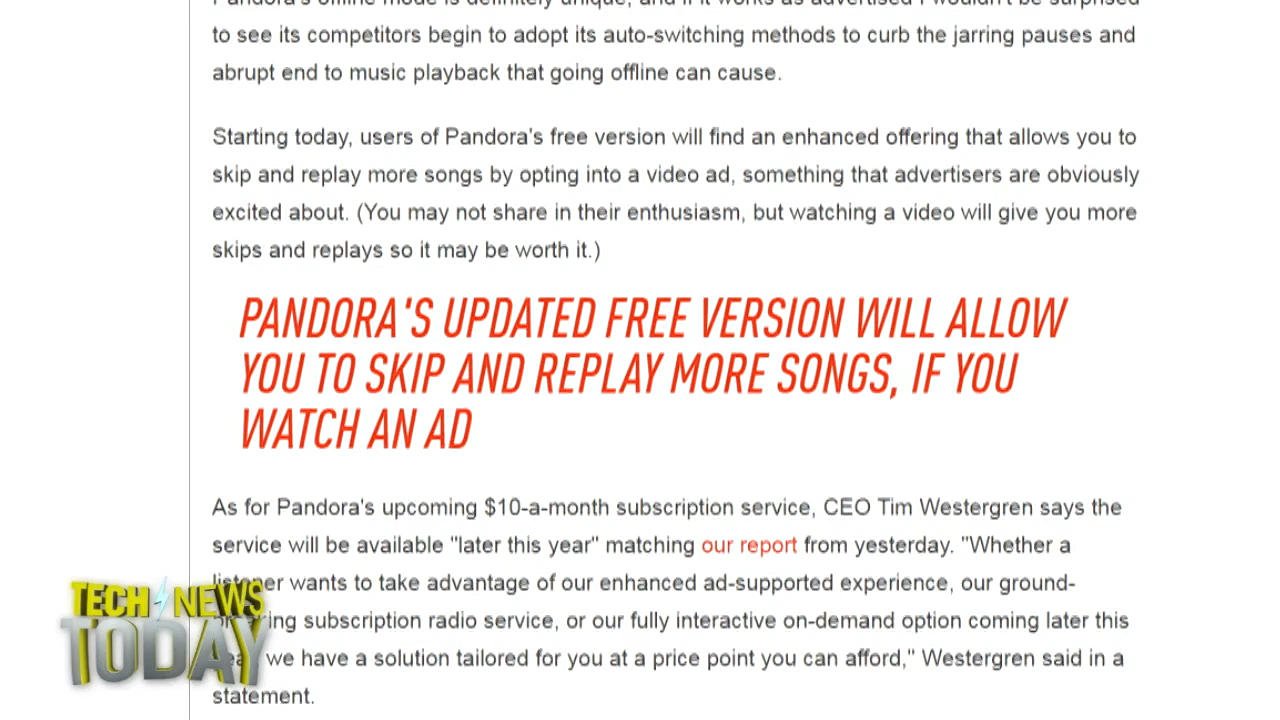 to see its competitors begin to adopt its auto-switching methods to curb the jarring pauses and
abrupt end to music playback that going offline can cause.
Starting today, users of Pandora's free version will find an enhanced offering that allows you to
skip and replay more songs by opting into a video ad, something that advertisers are obviously
excited about. (You may not share in their enthusiasm, but watching a video will give you more
skips and replays so it may be worth it.)
PANDORA'S UPDATED FREE VERSION WILL ALLOW
YOU TO SKIP AND REPLAY MORE SONGS, IF YOU
WATCH AN AD
As for Pandora's upcoming $10-a-month subscription service, CEO Tim Westergren says the
service will be available "later this year" matching our report from yesterday. "Whether a
wants to take advantage of our enhanced ad-supported experience, our ground-
subscription radio service, or our fully interactive on-demand option coming later this
we have a solution tailored for you at a price point you can afford," Westergren said in a
statement.
TECH NEWS
TODAY